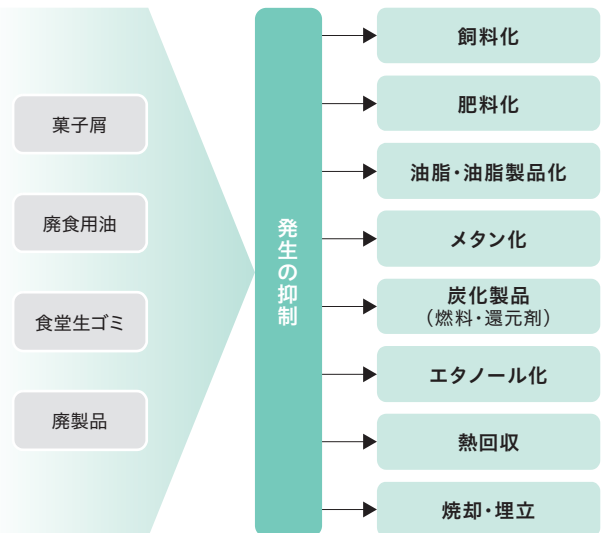 菓子屑
廃食用油
食堂生ゴミ
廃製品
発生の抑制
飼料化
肥料化
油脂・油脂製品化
メタン化
炭化製品
（燃料・還元剤）
エタノール化
熱回収
焼却・埋立